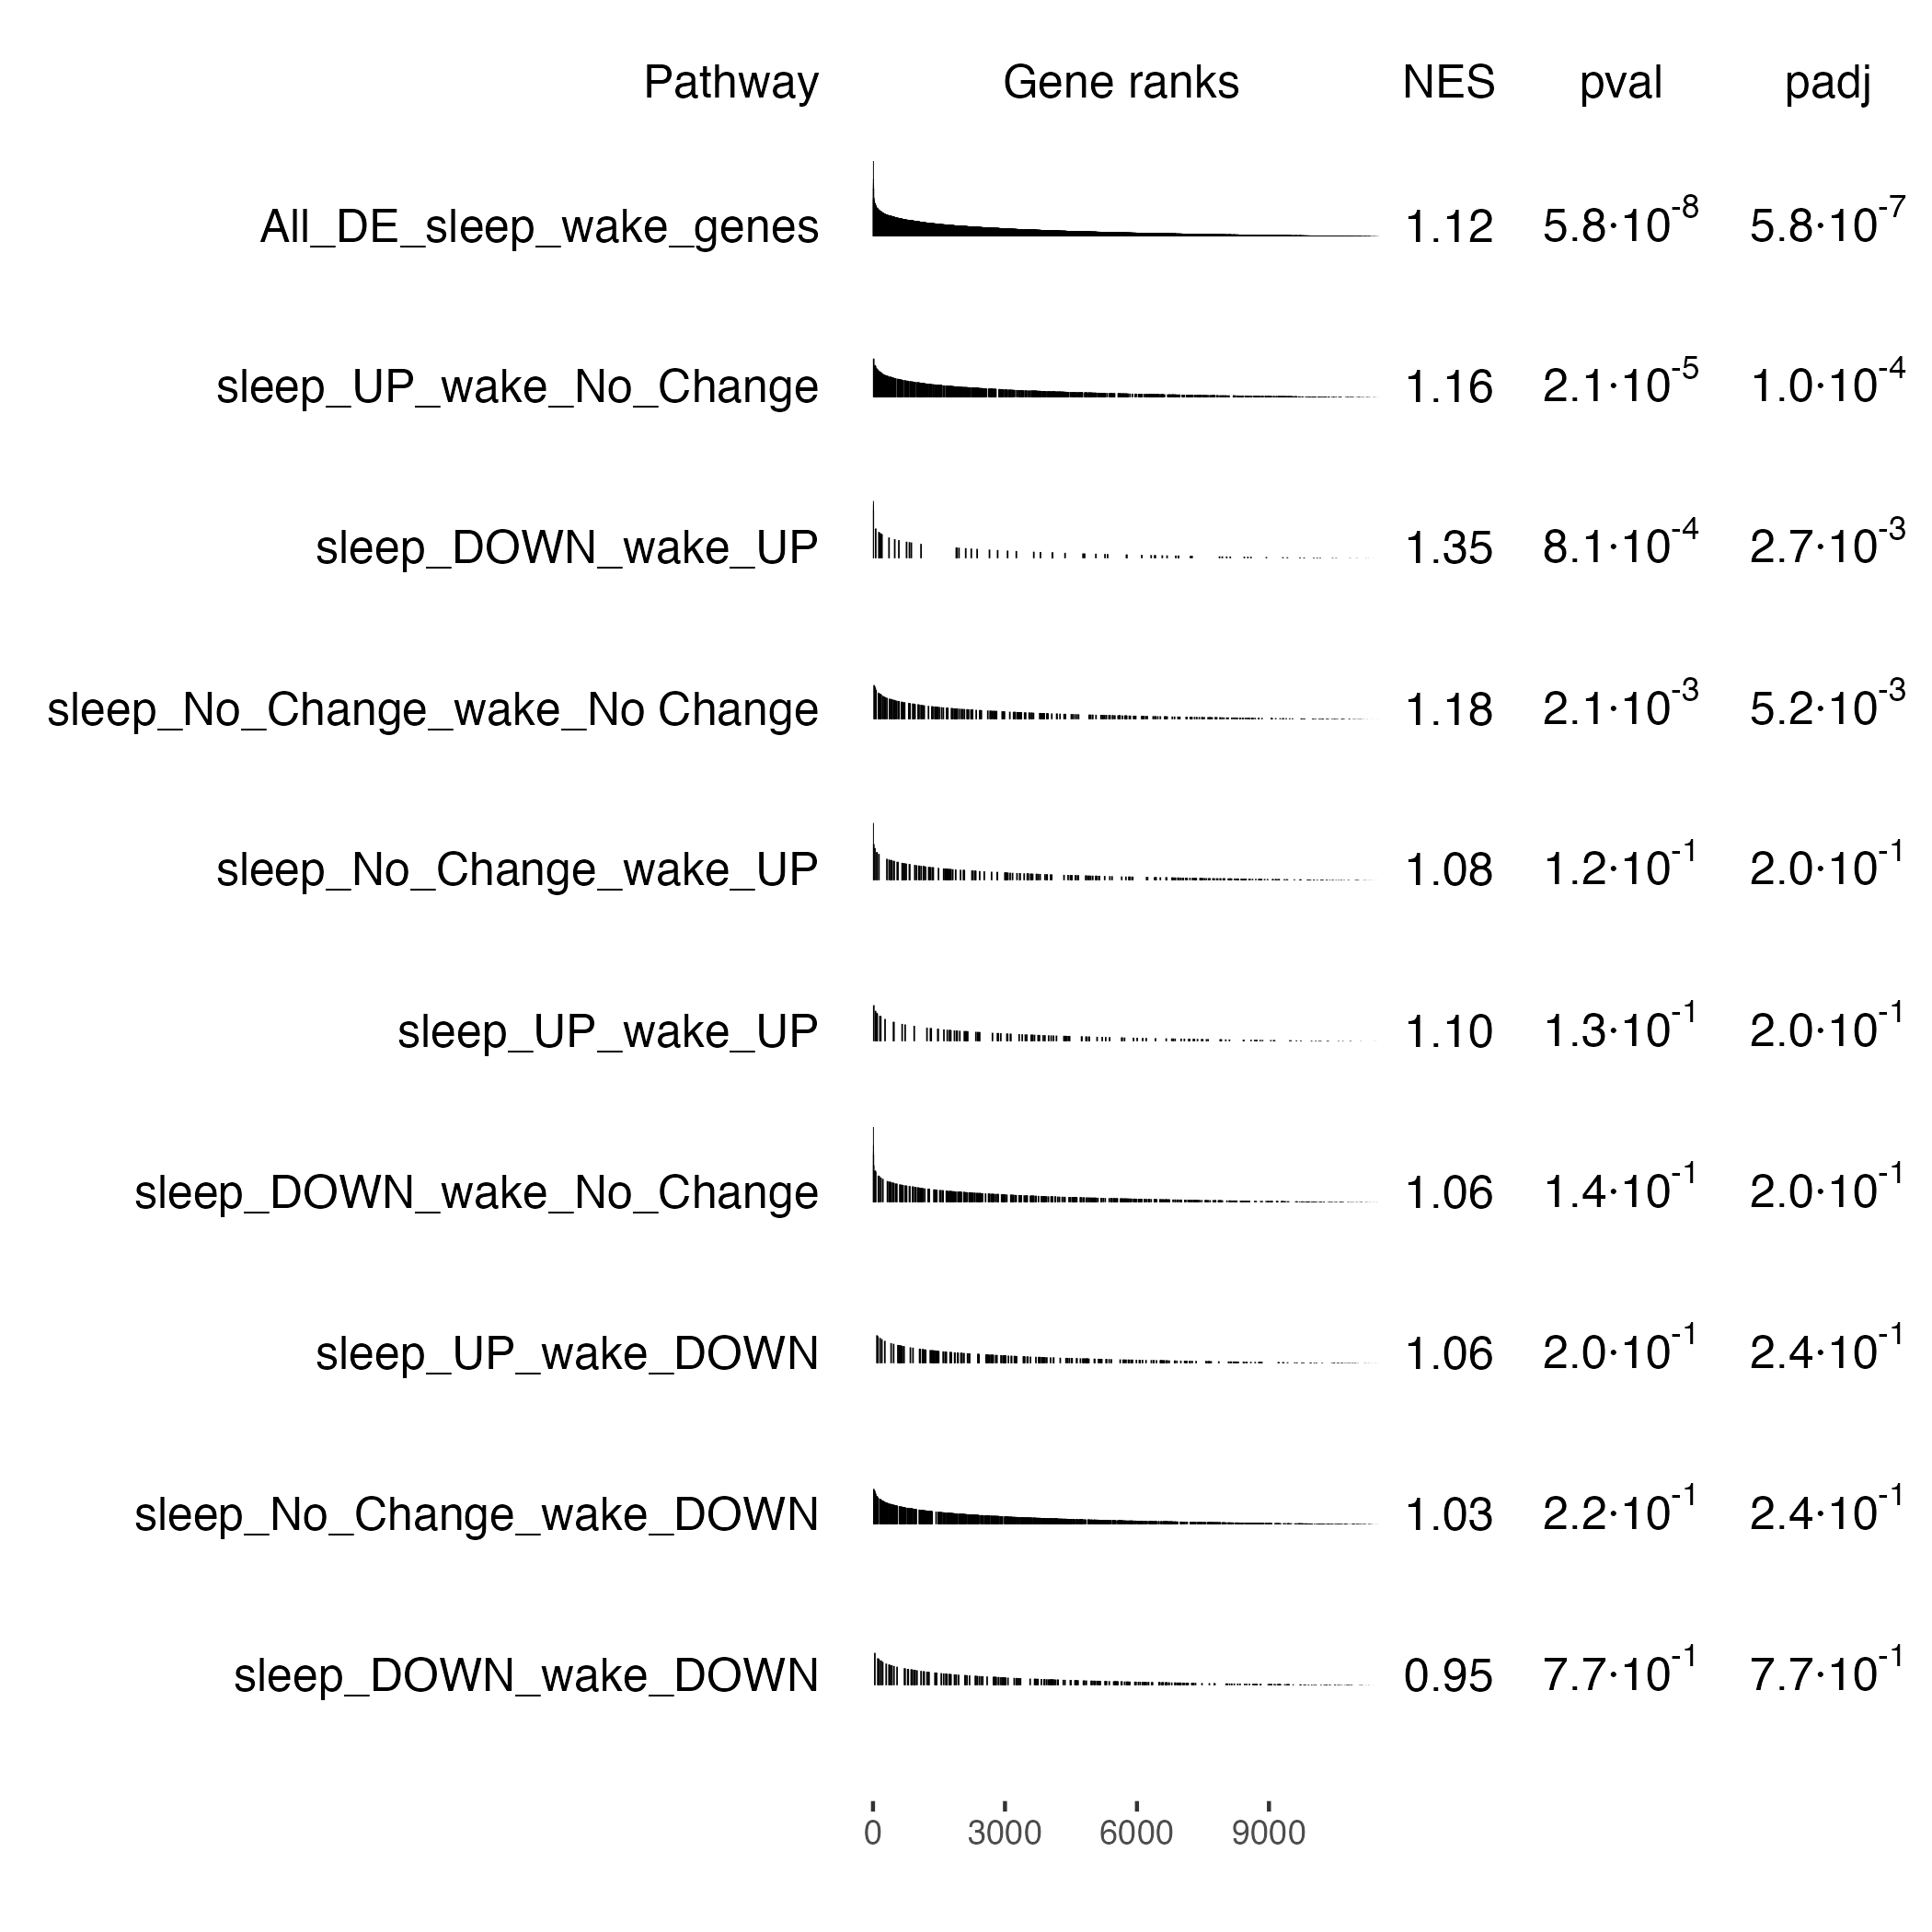 Pathway Gene ranks NES pval padj
All_DE_sleep_wake_genes 1.12 5.8·10⁻⁸ 5.8·10⁻⁷
sleep_UP_wake_No_Change 1.16 2.1·10⁻⁵ 1.0·10⁻⁴
sleep_DOWN_wake_UP 1.35 8.1·10⁻⁴ 2.7·10⁻³
sleep_No_Change_wake_No Change 1.18 2.1·10⁻³ 5.2·10⁻³
sleep_No_Change_wake_UP 1.08 1.2·10⁻¹ 2.0·10⁻¹
sleep_UP_wake_UP 1.10 1.3·10⁻¹ 2.0·10⁻¹
sleep_DOWN_wake_No_Change 1.06 1.4·10⁻¹ 2.0·10⁻¹
sleep_UP_wake_DOWN 1.06 2.0·10⁻¹ 2.4·10⁻¹
sleep_No_Change_wake_DOWN 1.03 2.2·10⁻¹ 2.4·10⁻¹
sleep_DOWN_wake_DOWN 0.95 7.7·10⁻¹ 7.7·10⁻¹
0 3000 6000 9000